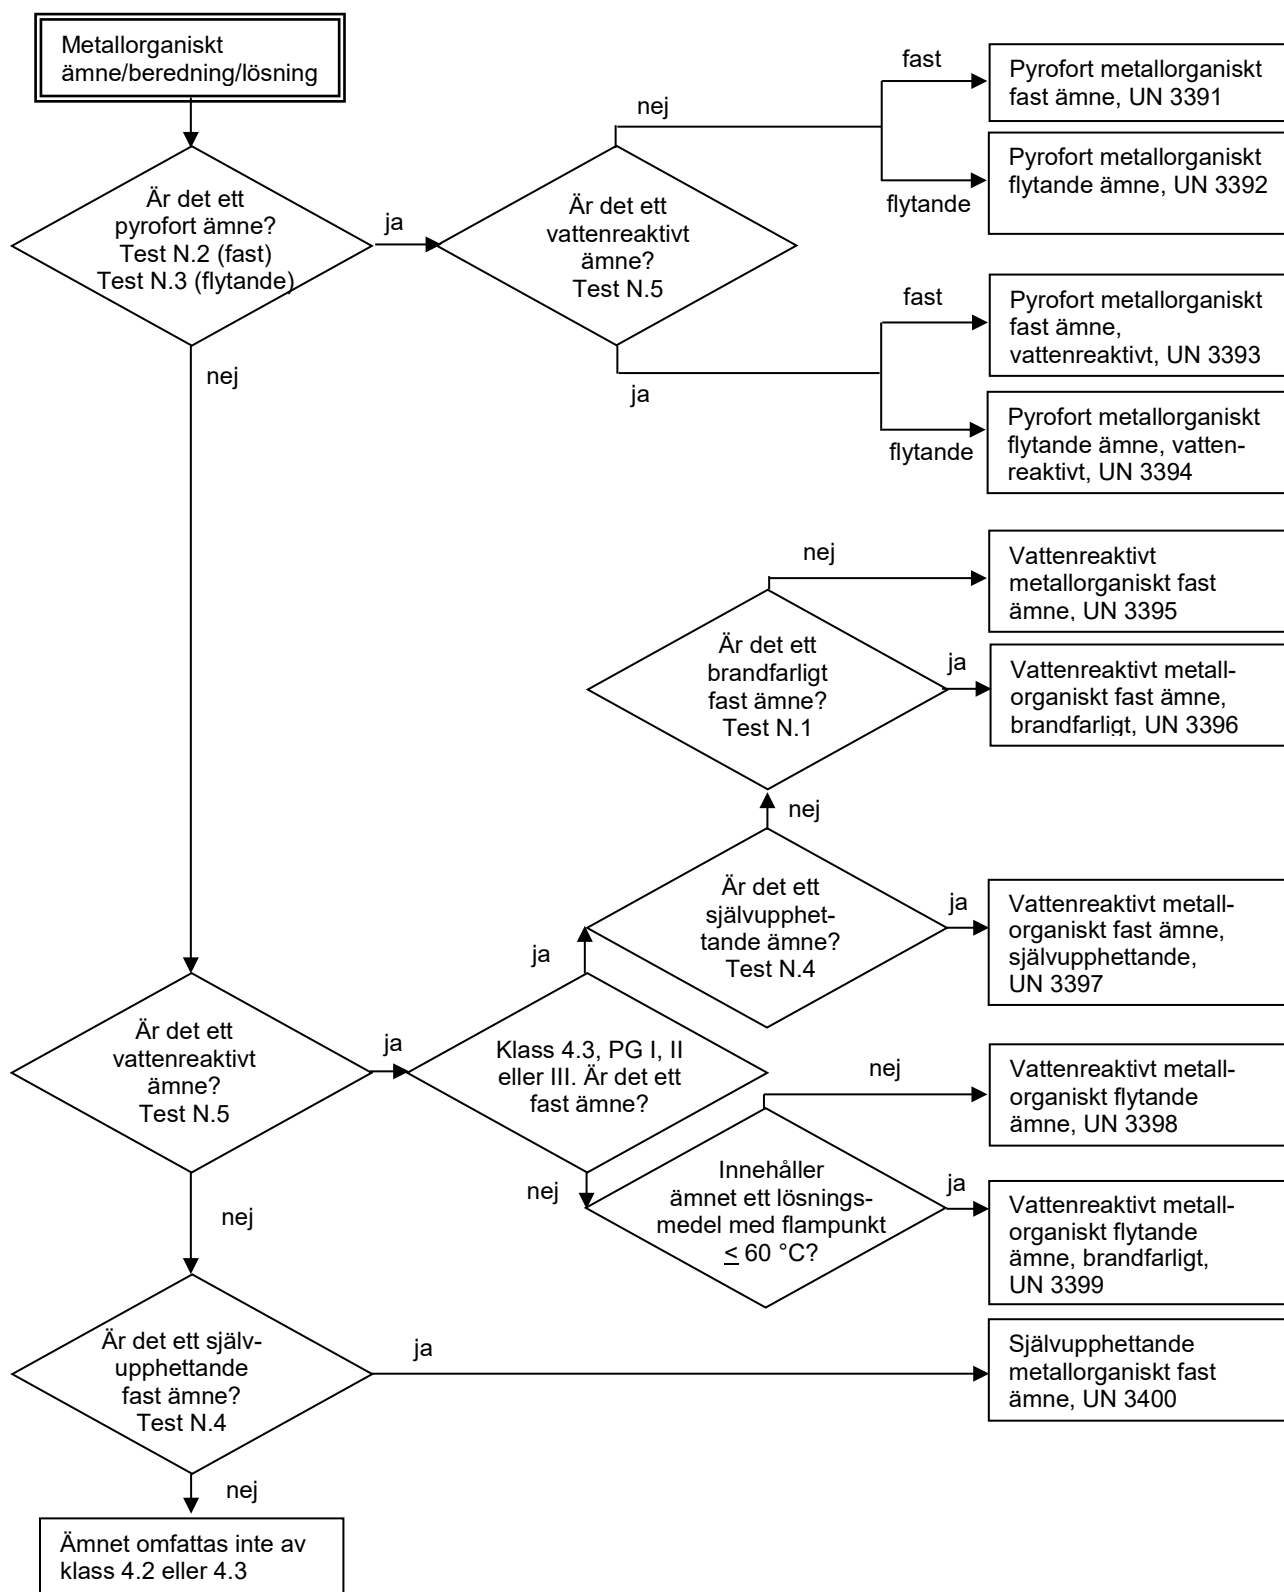 Metallorganiskt
ämne/beredning/lösning
Är det ett
pyrofort ämne?
Test N.2 (fast)
Test N.3 (flytande)
ja
nej
Är det ett
vattenreaktivt
ämne?
Test N.5
nej
fast
Pyrofort metallorganiskt
fast ämne, UN 3391
flytande
Pyrofort metallorganiskt
flytande ämne, UN 3392
ja
fast
Pyrofort metallorganiskt
fast ämne,
vattenreaktivt, UN 3393
flytande
Pyrofort metallorganiskt
flytande ämne, vatten-
reaktivt, UN 3394
nej
Vattenreaktivt
metallorganiskt fast
ämne, UN 3395
Är det ett
brandfarligt
fast ämne?
Test N.1
ja
Vattenreaktivt metall-
organiskt fast ämne,
brandfarligt, UN 3396
nej
Är det ett
självupphet-
tande ämne?
Test N.4
ja
Vattenreaktivt metall-
organiskt fast ämne,
självupphettande,
UN 3397
ja
Är det ett
vattenreaktivt
ämne?
Test N.5
ja
Klass 4.3, PG I, II
eller III. Är det ett
fast ämne?
nej
nej
Vattenreaktivt metall-
organiskt flytande
ämne, UN 3398
Innehåller
ämnet ett lösnings-
medel med flampunkt
≤ 60 °C?
ja
Vattenreaktivt metall-
organiskt flytande
ämne, brandfarligt,
UN 3399
nej
Är det ett själv-
upphettande
fast ämne?
Test N.4
ja
Självupphettande
metallorganiskt fast
ämne, UN 3400
nej
Ämnet omfattas inte av
klass 4.2 eller 4.3